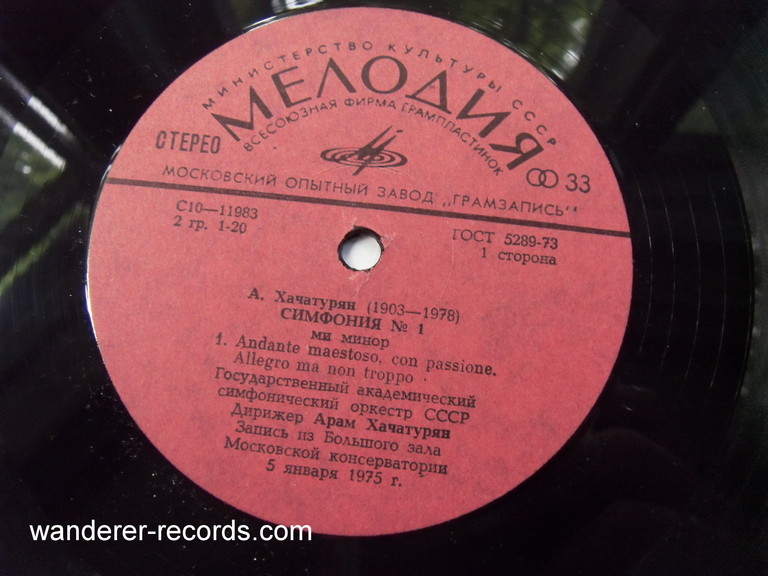 МИНИСТЕРСТВО КУЛЬТУРЫ СССР
МЕЛОДИЯ
ВСЕСОЮЗНАЯ ФИРМА ГРАМПЛАСТИНОК
СТЕРЕО
33
МОСКОВСКИЙ ОПЫТНЫЙ ЗАВОД „ГРАМЗАПИСЬ"
С10—11983
2 гр. 1-20
ГОСТ 5289-73
1 сторона
А. Хачатурян (1903—1978)
СИМФОНИЯ № 1
ми минор
1. Andante maestoso, con passione.
Allegro ma non troppo
Государственный академический
симфонический оркестр СССР
Дирижер Арам Хачатурян
Запись из Большого зала
Московской консерватории
5 января 1975 г.
wanderer-records.com